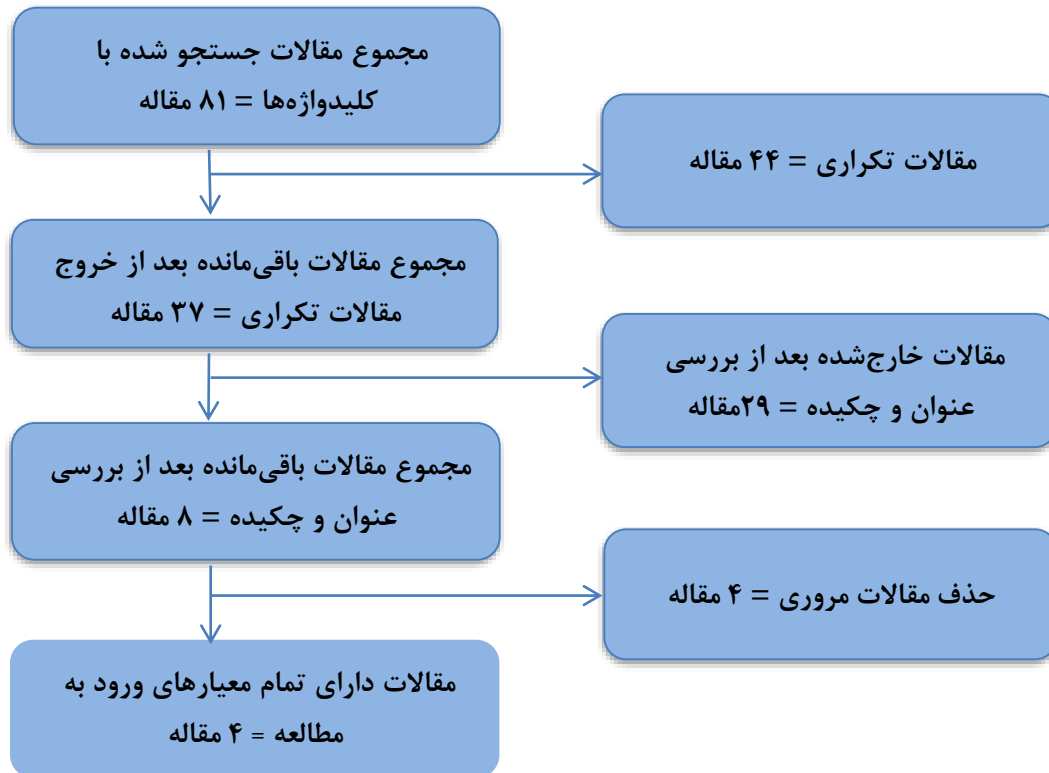 مجموع مقالات جستجو شده با
کلیدواژه‌ها = ۸۱ مقاله
مقالات تکراری = ۴۴ مقاله
مجموع مقالات باقی‌مانده بعد از خروج
مقالات تکراری = ۳۷ مقاله
مقالات خارج‌شده بعد از بررسی
عنوان و چکیده = ۲۹مقاله
مجموع مقالات باقی‌مانده بعد از بررسی
عنوان و چکیده = ۸ مقاله
حذف مقالات مروری = ۴ مقاله
مقالات دارای تمام معیارهای ورود به
مطالعه = ۴ مقاله